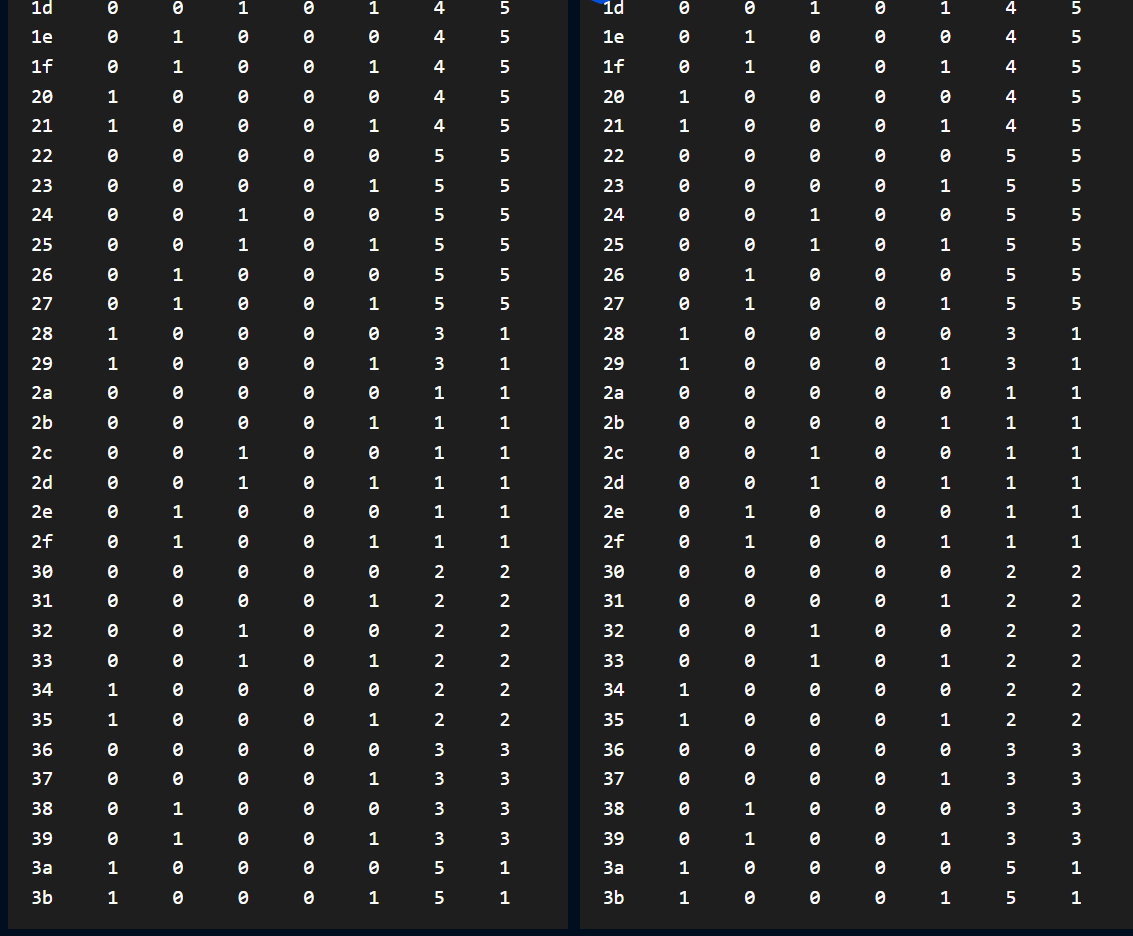 1d 0 0 1 0 1 4 5 1d 0 0 1 0 1 4 5
1e 0 1 0 0 0 4 5 1e 0 1 0 0 0 4 5
1f 0 1 0 0 1 4 5 1f 0 1 0 0 1 4 5
20 1 0 0 0 0 4 5 20 1 0 0 0 0 4 5
21 1 0 0 0 1 4 5 21 1 0 0 0 1 4 5
22 0 0 0 0 0 5 5 22 0 0 0 0 0 5 5
23 0 0 0 0 1 5 5 23 0 0 0 0 1 5 5
24 0 0 1 0 0 5 5 24 0 0 1 0 0 5 5
25 0 0 1 0 1 5 5 25 0 0 1 0 1 5 5
26 0 1 0 0 0 5 5 26 0 1 0 0 0 5 5
27 0 1 0 0 1 5 5 27 0 1 0 0 1 5 5
28 1 0 0 0 0 3 1 28 1 0 0 0 0 3 1
29 1 0 0 0 1 3 1 29 1 0 0 0 1 3 1
2a 0 0 0 0 0 1 1 2a 0 0 0 0 0 1 1
2b 0 0 0 0 1 1 1 2b 0 0 0 0 1 1 1
2c 0 0 1 0 0 1 1 2c 0 0 1 0 0 1 1
2d 0 0 1 0 1 1 1 2d 0 0 1 0 1 1 1
2e 0 1 0 0 0 1 1 2e 0 1 0 0 0 1 1
2f 0 1 0 0 1 1 1 2f 0 1 0 0 1 1 1
30 0 0 0 0 0 2 2 30 0 0 0 0 0 2 2
31 0 0 0 0 1 2 2 31 0 0 0 0 1 2 2
32 0 0 1 0 0 2 2 32 0 0 1 0 0 2 2
33 0 0 1 0 1 2 2 33 0 0 1 0 1 2 2
34 1 0 0 0 0 2 2 34 1 0 0 0 0 2 2
35 1 0 0 0 1 2 2 35 1 0 0 0 1 2 2
36 0 0 0 0 0 3 3 36 0 0 0 0 0 3 3
37 0 0 0 0 1 3 3 37 0 0 0 0 1 3 3
38 0 1 0 0 0 3 3 38 0 1 0 0 0 3 3
39 0 1 0 0 1 3 3 39 0 1 0 0 1 3 3
3a 1 0 0 0 0 5 1 3a 1 0 0 0 0 5 1
3b 1 0 0 0 1 5 1 3b 1 0 0 0 1 5 1